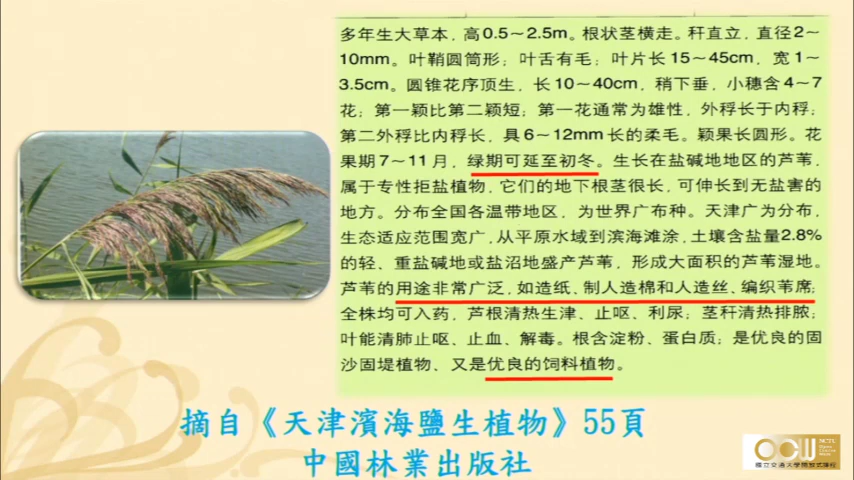 多年生大草本，高0.5～2.5m。根状茎横走。秆直立，直径2～
10mm。叶鞘圆筒形；叶舌有毛；叶片长15～45cm，宽1～
3.5cm。圆锥花序顶生，长10～40cm，稍下垂，小穗含4～7
花；第一颖比第二颖短；第一花通常为雄性，外稃长于内稃；
第二外稃比内稃长，具6～12mm长的柔毛。颖果长圆形。花
果期7～11月，绿期可延至初冬。生长在盐碱地地区的芦苇，
属于专性拒盐植物，它们的地下根茎很长，可伸长到无盐害的
地方。分布全国各温带地区，为世界广布种。天津广为分布，
生态适应范围宽广，从平原水域到滨海滩涂，土壤含盐量2.8%
的轻、重盐碱地或盐沼地盛产芦苇，形成大面积的芦苇湿地。
芦苇的用途非常广泛，如造纸、制人造棉和人造丝、编织苇席；
全株均可入药，芦根清热生津、止呕、利尿；茎秆清热排脓；
叶能清肺止呕、止血、解毒。根含淀粉、蛋白质；是优良的固
沙固堤植物、又是优良的饲料植物。
摘自《天津濱海鹽生植物》55頁
中國林業出版社
OCW
國立交通大學開放式課程